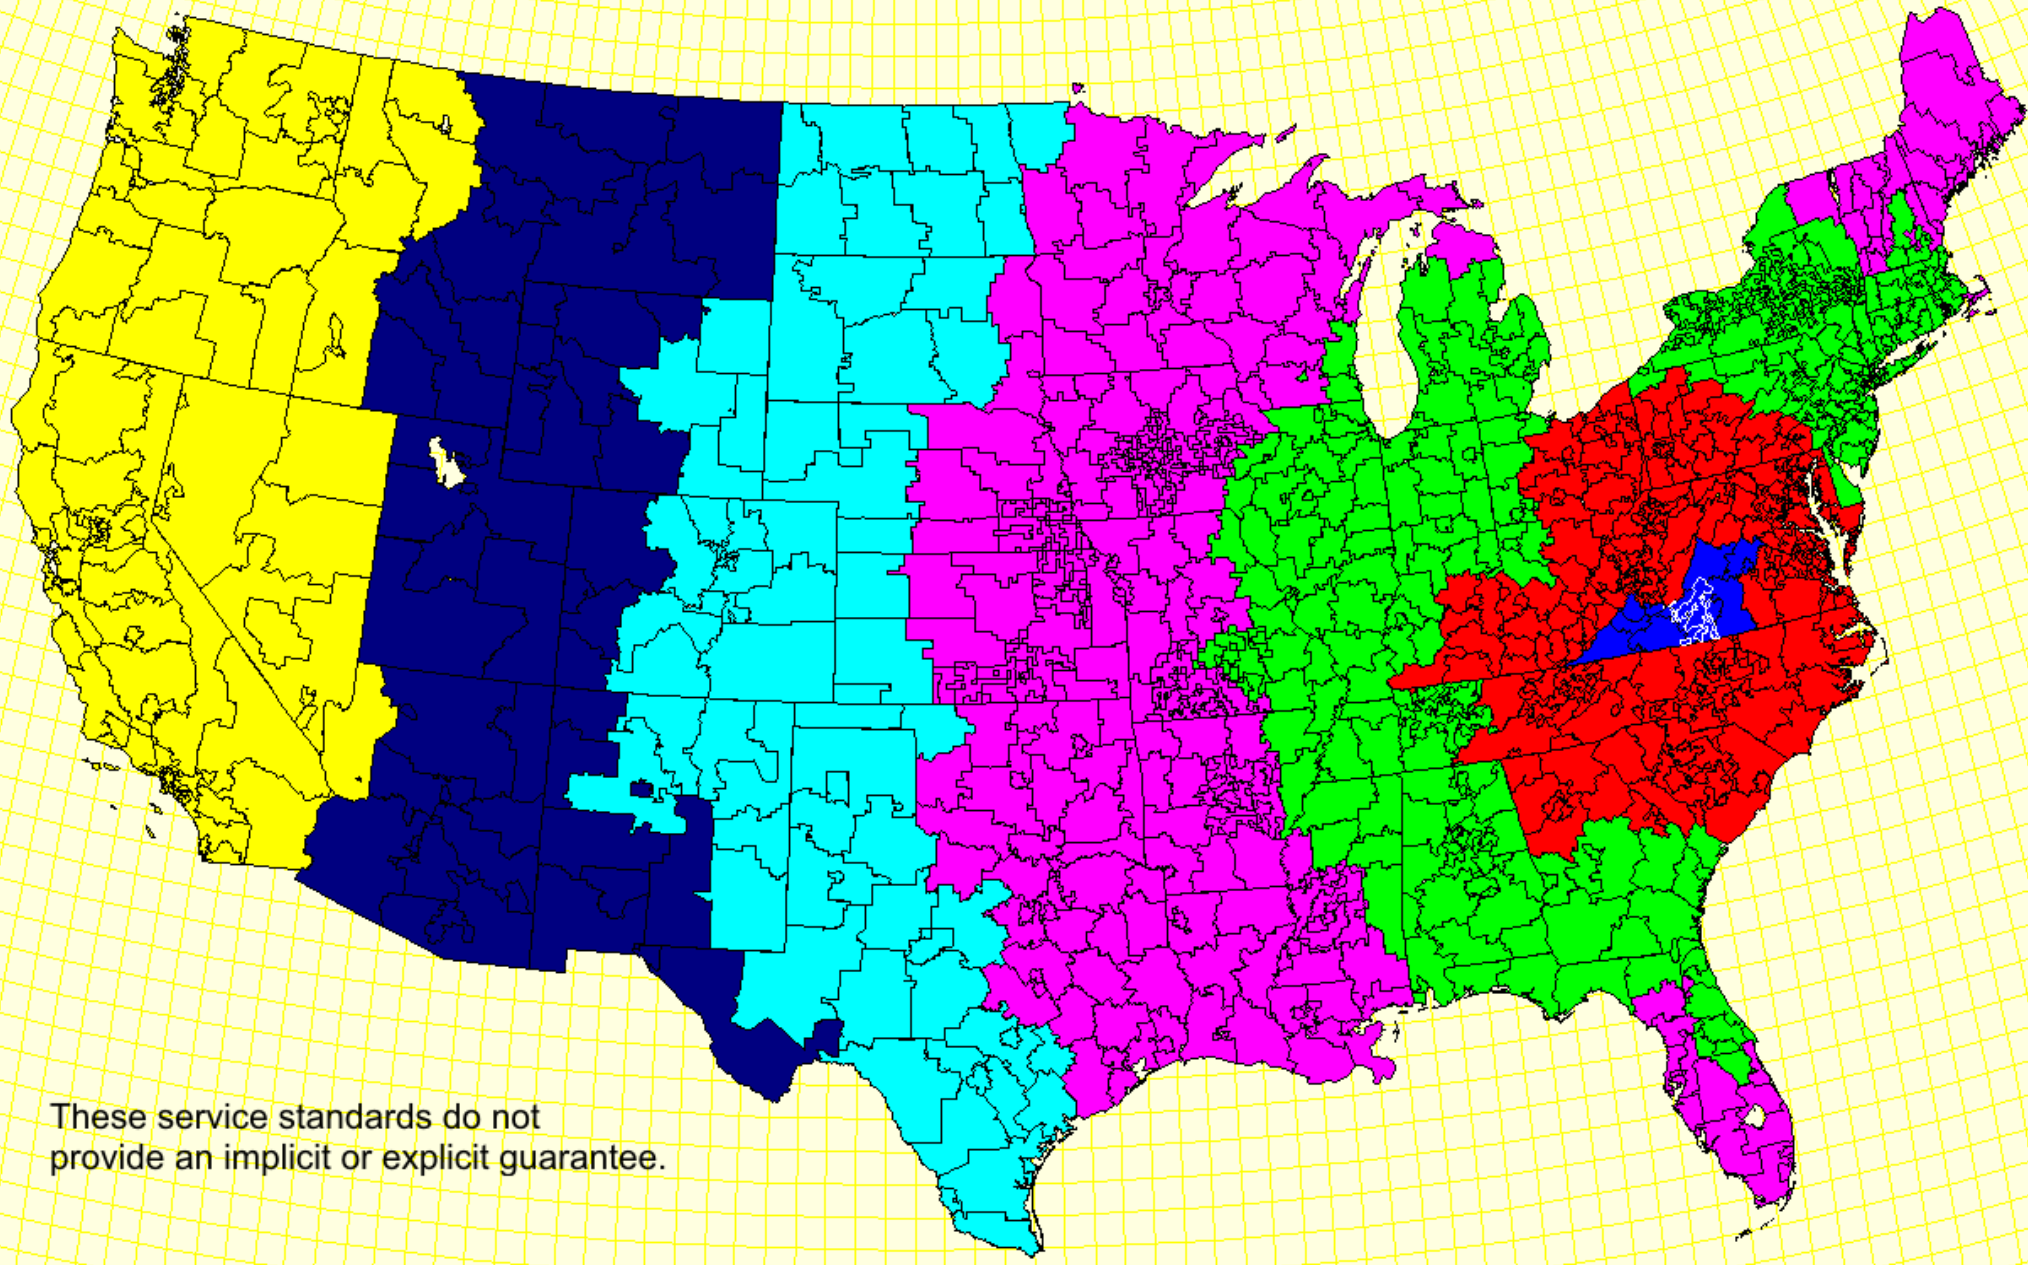 These service standards do not
provide an implicit or explicit guarantee.